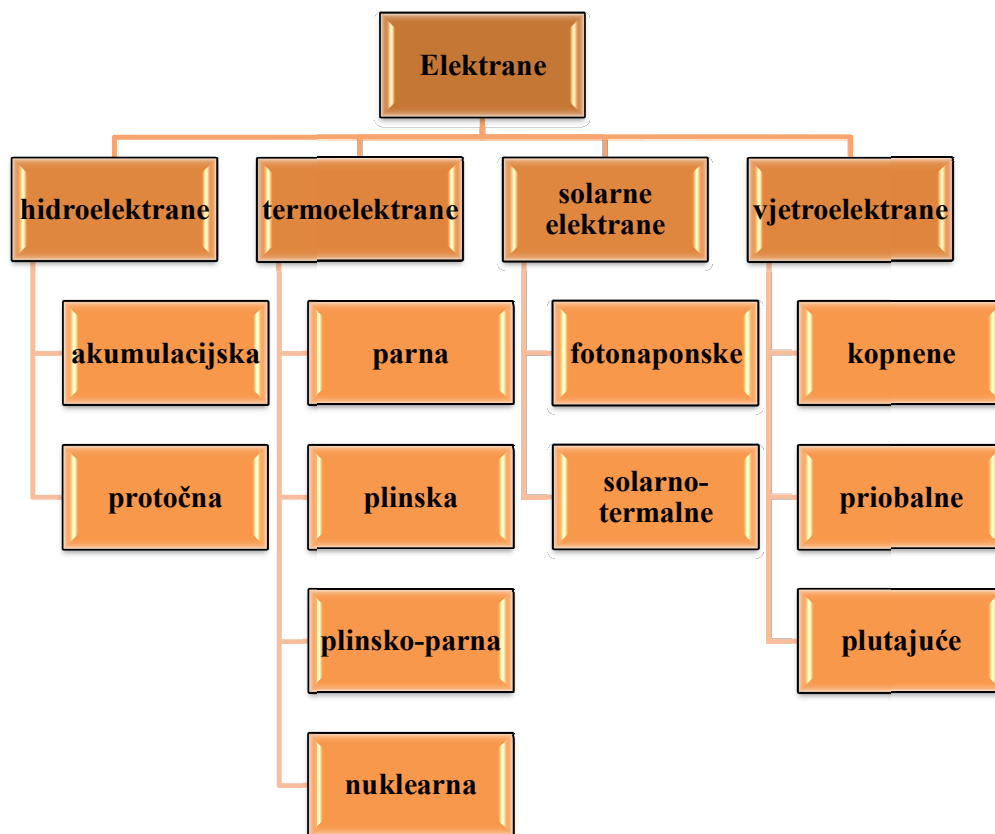 Elektrane
hidroelektrane
termoelektrane
solarne
elektrane
vjetroelektrane
akumulacijska
parna
fotonaponske
kopnene
protočna
plinska
solarno-
termalne
priobalne
plinsko-parna
plutajuće
nuklearna